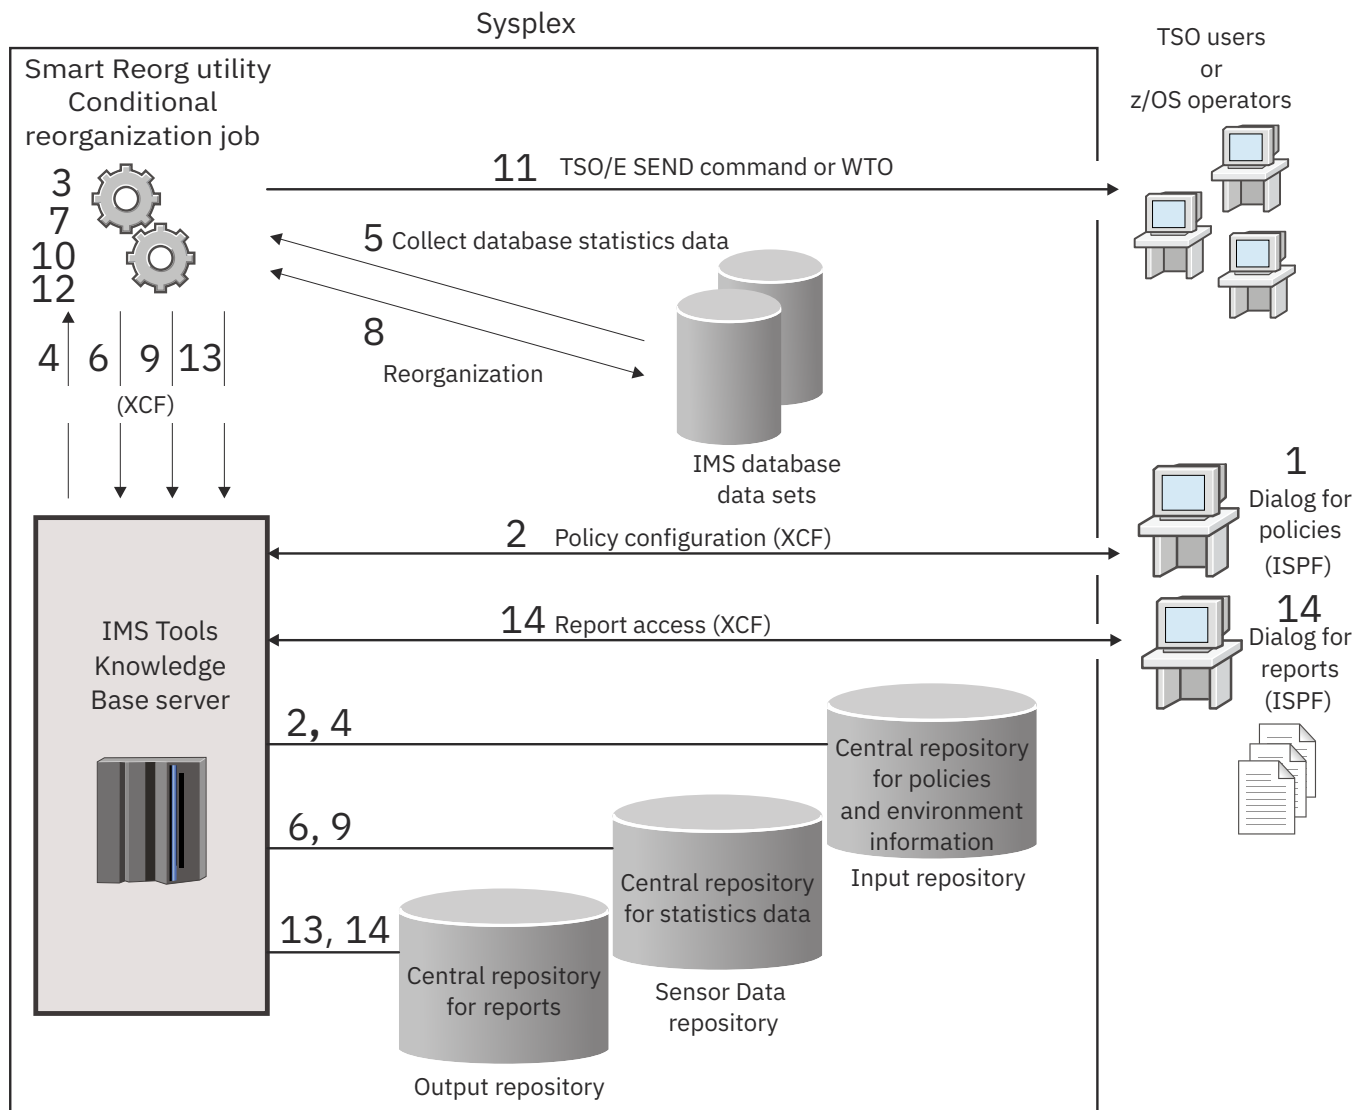 Sysplex
Smart Reorg utility
Conditional
reorganization job
3
7
10
12
11 TSO/E SEND command or WTO
TSO users
or
z/OS operators
5 Collect database statistics data
8
Reorganization
4 6 9 13
(XCF)
IMS database
data sets
1
Dialog for
policies
(ISPF)
2 Policy configuration (XCF)
14 Report access (XCF)
14
Dialog for
reports
(ISPF)
IMS Tools
Knowledge
Base server
2, 4
Central repository
for policies
and environment
information
Input repository
6, 9
Central repository
for statistics data
Sensor Data
repository
13, 14
Central repository
for reports
Output repository